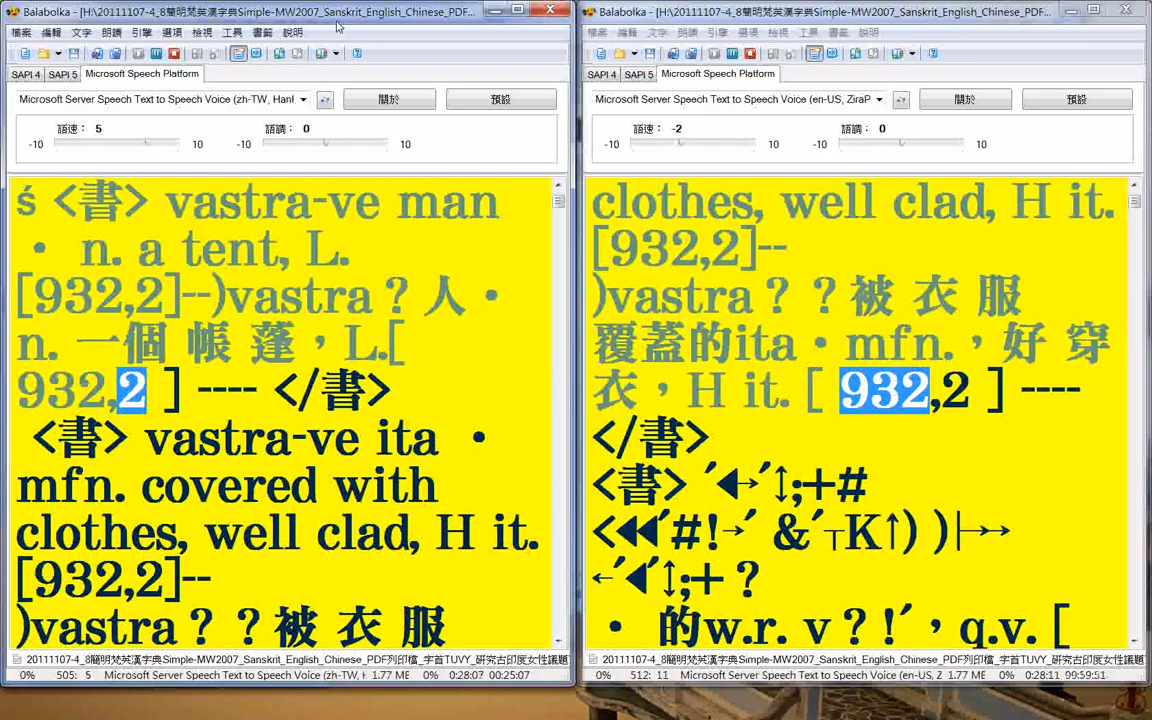 Balabolka - [H:\20111107-4_8簡明梵英漢字典Simple-MW2007_Sanskrit_English_Chinese_PDF...
檔案 編輯 文字 朗讀 引擎 選項 檢視 工具 書籤 說明
SAPI 4 SAPI 5 Microsoft Speech Platform
Microsoft Server Speech Text to Speech Voice (zh-TW, Hanl 關於 預設
語速： 5 語調： 0
-10 10 -10 10
ś <書> vastra-ve man
· n. a tent, L.
[932,2]--)vastra ? 人·
n. 一個 帳 蓬，L.[
932,2 ] ---- </書>
<書> vastra-ve ita ·
mfn. covered with
clothes, well clad, H it.
[932,2]--
)vastra ? ? 被 衣 服
20111107-4_8簡明梵英漢字典Simple-MW2007_Sanskrit_English_Chinese_PDF列印檔_字首TUVY_研究古印度女性議題
0% 505: 5 Microsoft Server Speech Text to Speech Voice (zh-TW, H 1.77 ME 0% 0:28:07 00:25:07
Balabolka - [H:\20111107-4_8簡明梵英漢字典Simple-MW2007_Sanskrit_English_Chinese_PDF...
檔案 編輯 文字 朗讀 引擎 選項 檢視 工具 書籤 說明
SAPI 4 SAPI 5 Microsoft Speech Platform
Microsoft Server Speech Text to Speech Voice (en-US, ZiraP 關於 預設
語速： -2 語調： 0
-10 10 -10 10
clothes, well clad, H it.
[932,2]--
)vastra ? ? 被 衣 服
覆蓋的ita·mfn.，好 穿
衣，H it. [ 932,2 ] ----
</書>
<書> ´◄→´↕;+#
<◀◀´#!→´ &´┬K↑) )├→→
←´◀´↕;+ ?
· 的w.r. v ? !´，q.v. [
20111107-4_8簡明梵英漢字典Simple-MW2007_Sanskrit_English_Chinese_PDF列印檔_字首TUVY_研究古印度女性議題
0% 512: 11 Microsoft Server Speech Text to Speech Voice (en-US, Z 1.77 ME 0% 0:28:11 99:59:51